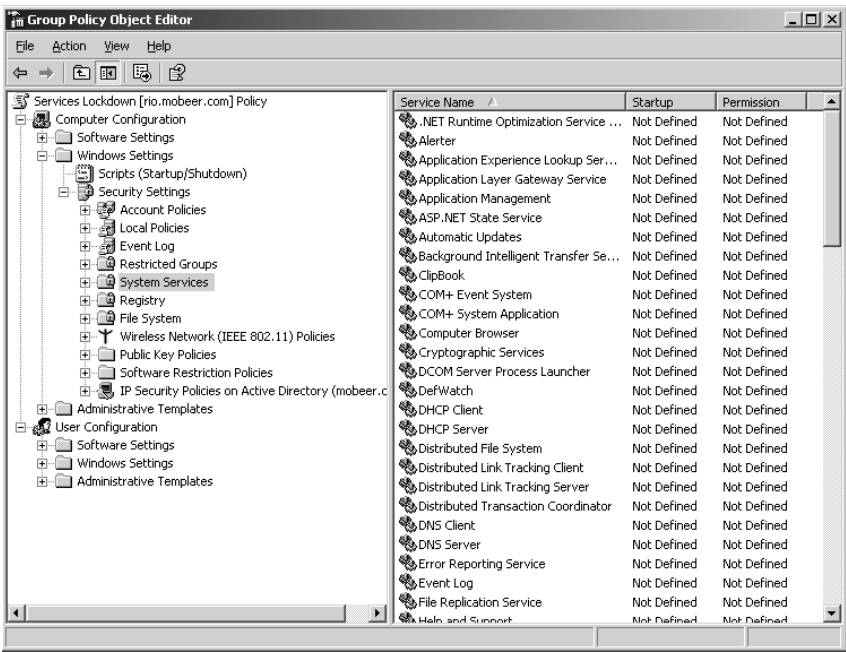 Group Policy Object Editor
File Action View Help
Services Lockdown [rio.mobeer.com] Policy
Computer Configuration
Software Settings
Windows Settings
Scripts (Startup/Shutdown)
Security Settings
Account Policies
Local Policies
Event Log
Restricted Groups
System Services
Registry
File System
Wireless Network (IEEE 802.11) Policies
Public Key Policies
Software Restriction Policies
IP Security Policies on Active Directory (mobeer.c
Administrative Templates
User Configuration
Software Settings
Windows Settings
Administrative Templates
Service Name Startup Permission
.NET Runtime Optimization Service ... Not Defined Not Defined
Alerter Not Defined Not Defined
Application Experience Lookup Ser... Not Defined Not Defined
Application Layer Gateway Service Not Defined Not Defined
Application Management Not Defined Not Defined
ASP.NET State Service Not Defined Not Defined
Automatic Updates Not Defined Not Defined
Background Intelligent Transfer Se... Not Defined Not Defined
ClipBook Not Defined Not Defined
COM+ Event System Not Defined Not Defined
COM+ System Application Not Defined Not Defined
Computer Browser Not Defined Not Defined
Cryptographic Services Not Defined Not Defined
DCOM Server Process Launcher Not Defined Not Defined
DefWatch Not Defined Not Defined
DHCP Client Not Defined Not Defined
DHCP Server Not Defined Not Defined
Distributed File System Not Defined Not Defined
Distributed Link Tracking Client Not Defined Not Defined
Distributed Link Tracking Server Not Defined Not Defined
Distributed Transaction Coordinator Not Defined Not Defined
DNS Client Not Defined Not Defined
DNS Server Not Defined Not Defined
Error Reporting Service Not Defined Not Defined
Event Log Not Defined Not Defined
File Replication Service Not Defined Not Defined
Help and Support Not Defined Not Defined